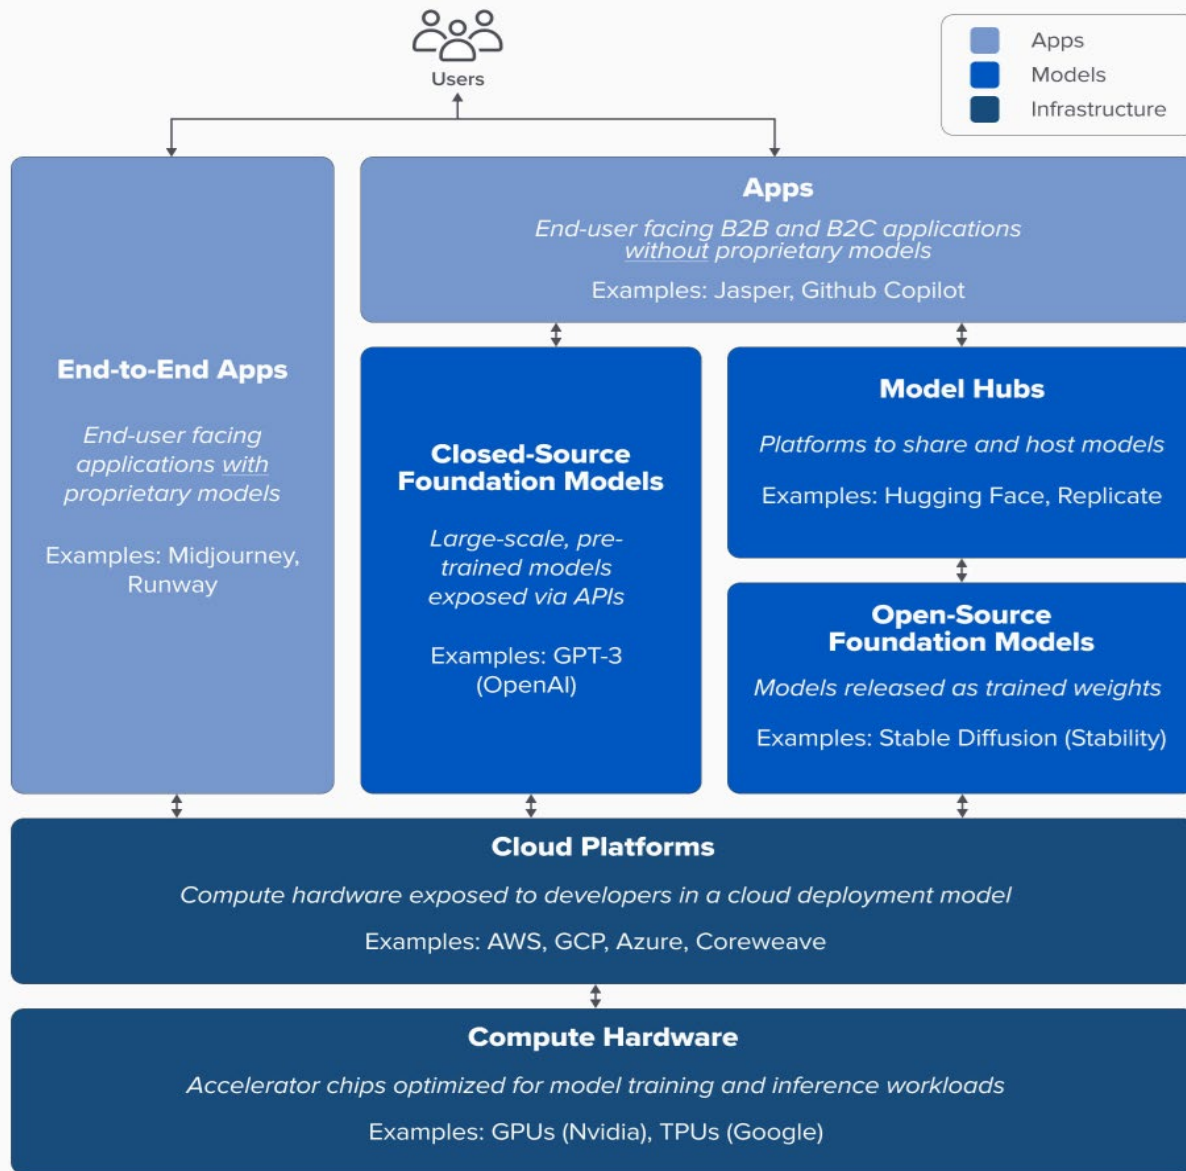 Users
Apps
Models
Infrastructure
Apps
End-user facing B2B and B2C applications
without proprietary models
Examples: Jasper, Github Copilot
End-to-End Apps
End-user facing
applications with
proprietary models
Examples: Midjourney,
Runway
Closed-Source
Foundation Models
Large-scale, pre-
trained models
exposed via APIs
Examples: GPT-3
(OpenAI)
Model Hubs
Platforms to share and host models
Examples: Hugging Face, Replicate
Open-Source
Foundation Models
Models released as trained weights
Examples: Stable Diffusion (Stability)
Cloud Platforms
Compute hardware exposed to developers in a cloud deployment model
Examples: AWS, GCP, Azure, Coreweave
Compute Hardware
Accelerator chips optimized for model training and inference workloads
Examples: GPUs (Nvidia), TPUs (Google)